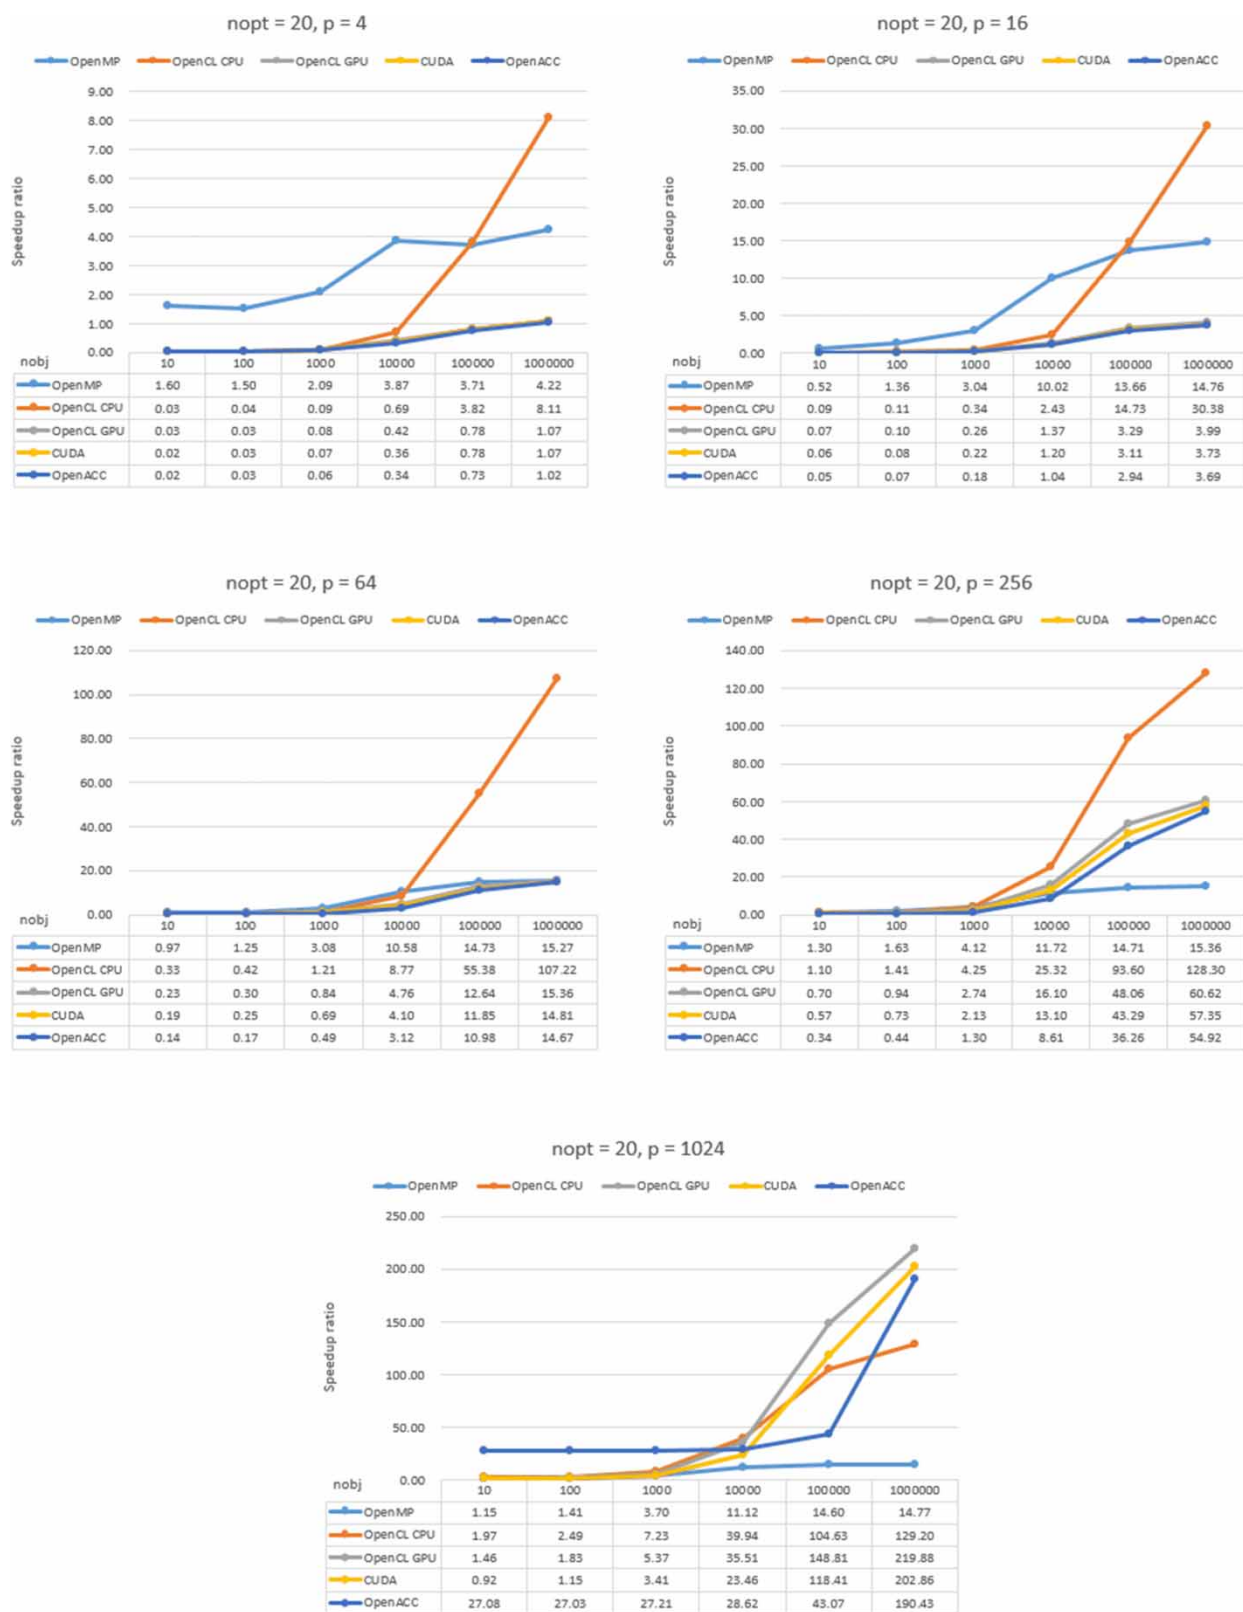 nopt = 20, p = 4
OpenMP OpenCL CPU OpenCL GPU CUDA OpenACC
9.00
8.00
7.00
6.00
5.00
4.00
3.00
2.00
1.00
0.00
Speedup ratio
nobj 10 100 1000 10000 100000 1000000
OpenMP 1.60 1.50 2.09 3.87 3.71 4.22
OpenCL CPU 0.03 0.04 0.09 0.69 3.82 8.11
OpenCL GPU 0.03 0.03 0.08 0.42 0.78 1.07
CUDA 0.02 0.03 0.07 0.36 0.78 1.07
OpenACC 0.02 0.03 0.06 0.34 0.73 1.02
nopt = 20, p = 16
OpenMP OpenCL CPU OpenCL GPU CUDA OpenACC
35.00
30.00
25.00
20.00
15.00
10.00
5.00
0.00
Speedup ratio
nobj 10 100 1000 10000 100000 1000000
OpenMP 0.52 1.36 3.04 10.02 13.66 14.76
OpenCL CPU 0.09 0.11 0.34 2.43 14.73 30.38
OpenCL GPU 0.07 0.10 0.26 1.37 3.29 3.99
CUDA 0.06 0.08 0.22 1.20 3.11 3.73
OpenACC 0.05 0.07 0.18 1.04 2.94 3.69
nopt = 20, p = 64
OpenMP OpenCL CPU OpenCL GPU CUDA OpenACC
120.00
100.00
80.00
60.00
40.00
20.00
0.00
Speedup ratio
nobj 10 100 1000 10000 100000 1000000
OpenMP 0.97 1.25 3.08 10.58 14.73 15.27
OpenCL CPU 0.33 0.42 1.21 8.77 55.38 107.22
OpenCL GPU 0.23 0.30 0.84 4.76 12.64 15.36
CUDA 0.19 0.25 0.69 4.10 11.85 14.81
OpenACC 0.14 0.17 0.49 3.12 10.98 14.67
nopt = 20, p = 256
OpenMP OpenCL CPU OpenCL GPU CUDA OpenACC
140.00
120.00
100.00
80.00
60.00
40.00
20.00
0.00
Speedup ratio
nobj 10 100 1000 10000 100000 1000000
OpenMP 1.30 1.63 4.12 11.72 14.71 15.36
OpenCL CPU 1.10 1.41 4.25 25.32 93.60 128.30
OpenCL GPU 0.70 0.94 2.74 16.10 48.06 60.62
CUDA 0.57 0.73 2.13 13.10 43.29 57.35
OpenACC 0.34 0.44 1.30 8.61 36.26 54.92
nopt = 20, p = 1024
OpenMP OpenCL CPU OpenCL GPU CUDA OpenACC
250.00
200.00
150.00
100.00
50.00
0.00
Speedup ratio
nobj 10 100 1000 10000 100000 1000000
OpenMP 1.15 1.41 3.70 11.12 14.60 14.77
OpenCL CPU 1.97 2.49 7.23 39.94 104.63 129.20
OpenCL GPU 1.46 1.83 5.37 35.51 148.81 219.88
CUDA 0.92 1.15 3.41 23.46 118.41 202.86
OpenACC 27.08 27.03 27.21 28.62 43.07 190.43